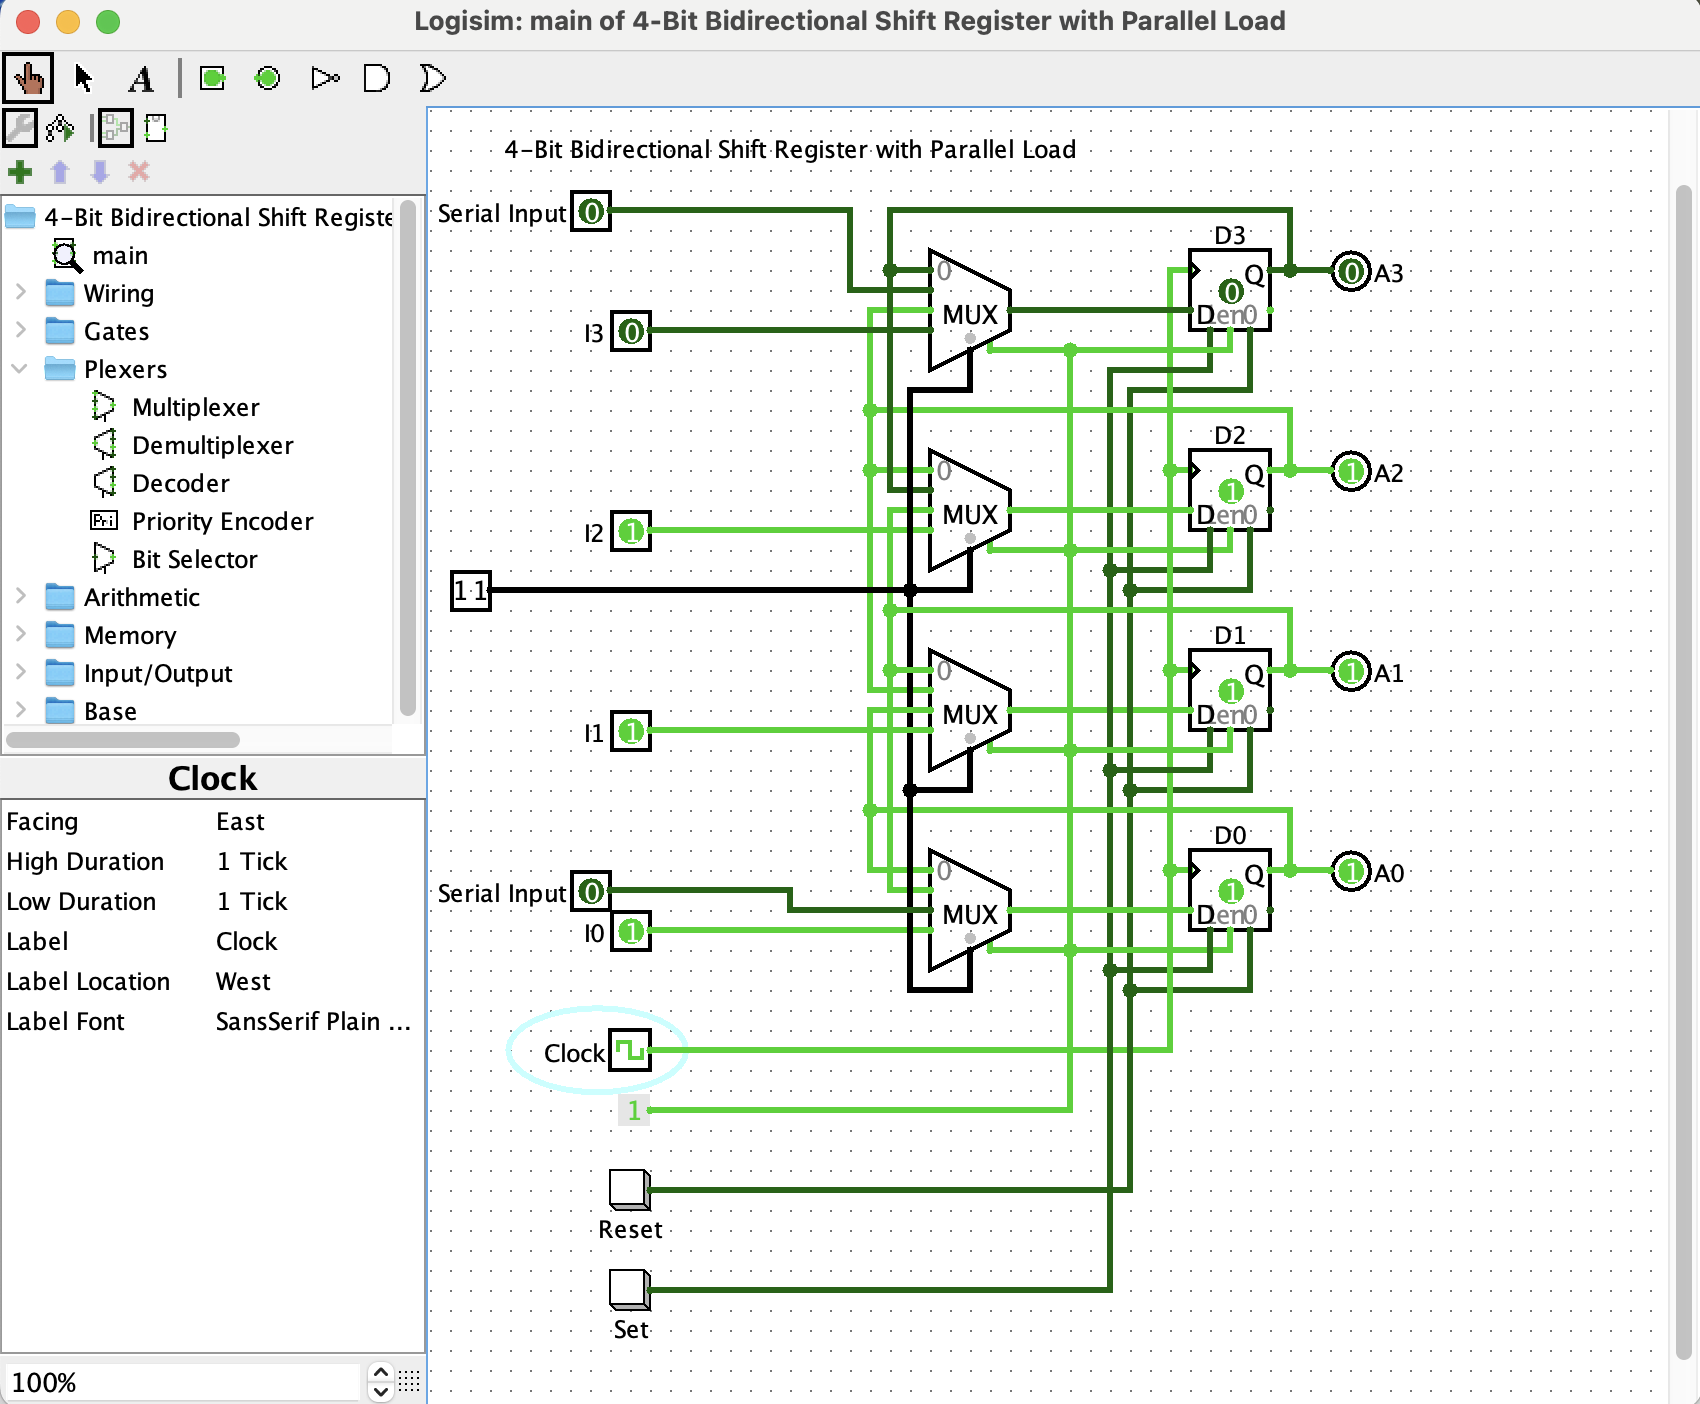 Logisim: main of 4-Bit Bidirectional Shift Register with Parallel Load
A
4-Bit Bidirectional Shift Registe
main
Wiring
Gates
Plexers
Multiplexer
Demultiplexer
Decoder
Pri Priority Encoder
Bit Selector
Arithmetic
Memory
Input/Output
Base
Clock
Facing East
High Duration 1 Tick
Low Duration 1 Tick
Label Clock
Label Location West
Label Font SansSerif Plain ...
100%
4-Bit Bidirectional Shift Register with Parallel Load
Serial Input 0
D3
0 Q 0 A3
0
I3 0 MUX D en 0
D2
0 Q 1 A2
1
I2 1 MUX D en 0
1 1
D1
0 Q 1 A1
1
I1 1 MUX D en 0
D0
Serial Input 0 0 Q 1 A0
1
I0 1 MUX D en 0
Clock
1
Reset
Set